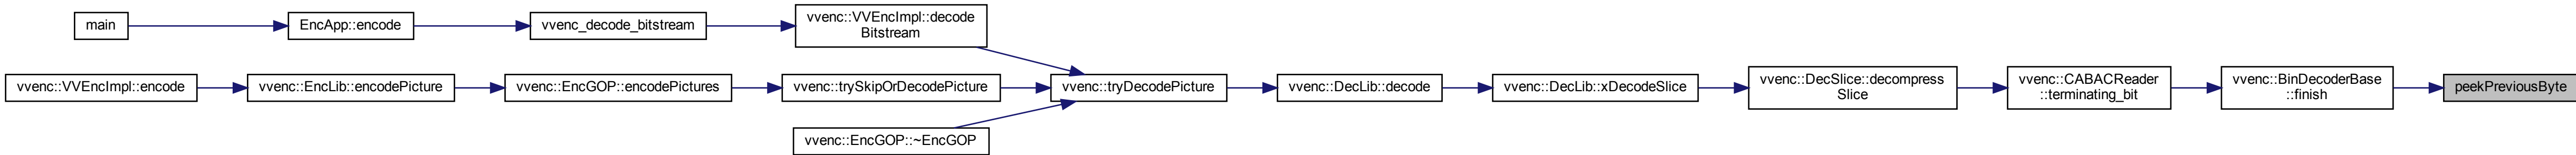 main
EncApp::encode
vvenc_decode_bitstream
vvenc::VVEncImpl::decode
Bitstream
vvenc::VVEncImpl::encode
vvenc::EncLib::encodePicture
vvenc::EncGOP::encodePictures
vvenc::trySkipOrDecodePicture
vvenc::tryDecodePicture
vvenc::DecLib::decode
vvenc::DecLib::xDecodeSlice
vvenc::DecSlice::decompress
Slice
vvenc::CABACReader
::terminating_bit
vvenc::BinDecoderBase
::finish
peekPreviousByte
vvenc::EncGOP::~EncGOP